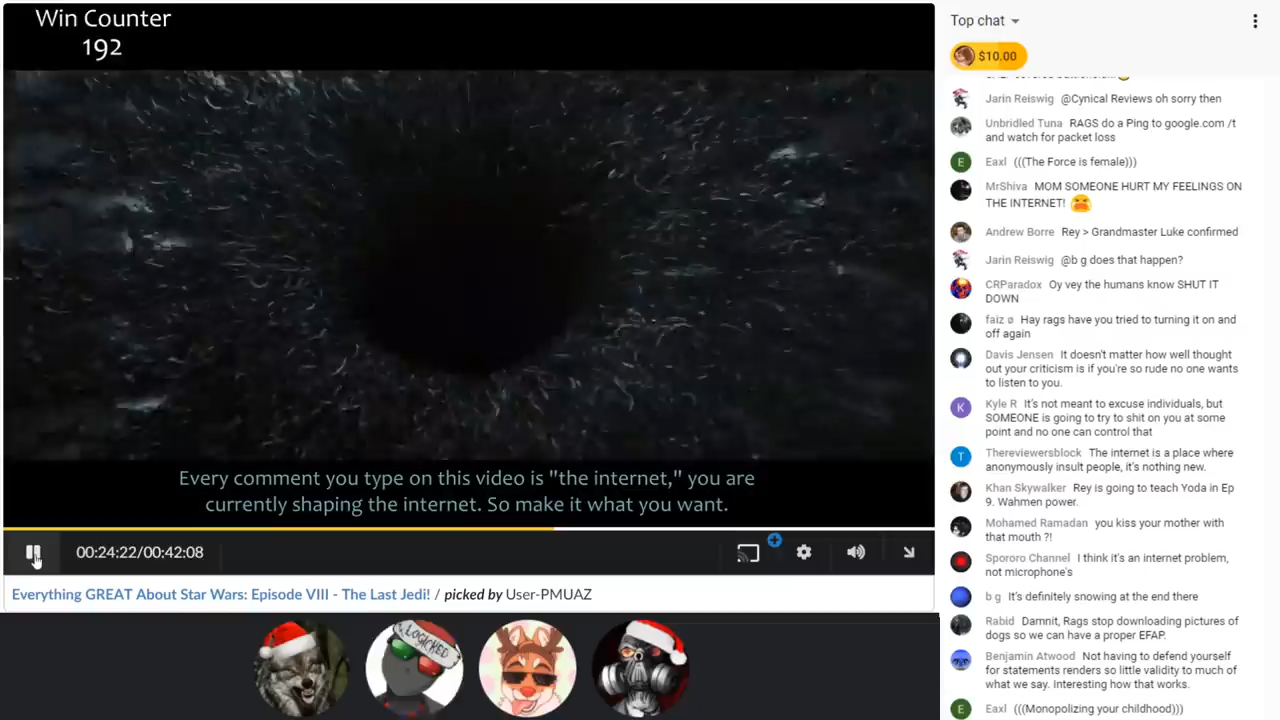 Win Counter
192
Every comment you type on this video is "the internet," you are
currently shaping the internet. So make it what you want.
00:24:22/00:42:08
Everything GREAT About Star Wars: Episode VIII - The Last Jedi! / picked by User-PMUAZ
LOGICKED
Top chat
$10.00
Jarin Reiswig @Cynical Reviews oh sorry then
Unbridled Tuna RAGS do a Ping to google.com /t
and watch for packet loss
E
Eaxl (((The Force is female)))
MrShiva MOM SOMEONE HURT MY FEELINGS ON
THE INTERNET!
Andrew Borre Rey > Grandmaster Luke confirmed
Jarin Reiswig @b g does that happen?
CRParadox Oy vey the humans know SHUT IT
DOWN
faiz ø Hay rags have you tried to turning it on and
off again
Davis Jensen It doesn't matter how well thought
out your criticism is if you're so rude no one wants
to listen to you.
K
Kyle R It's not meant to excuse individuals, but
SOMEONE is going to try to shit on you at some
point and no one can control that
T
Thereviewersblock The internet is a place where
anonymously insult people, it's nothing new.
Khan Skywalker Rey is going to teach Yoda in Ep
9. Wahmen power.
Mohamed Ramadan you kiss your mother with
that mouth ?!
Spororo Channel I think it's an internet problem,
not microphone's
b g It's definitely snowing at the end there
Rabid Damnit, Rags stop downloading pictures of
dogs so we can have a proper EFAP.
Benjamin Atwood Not having to defend yourself
for statements renders so little validity to much of
what we say. Interesting how that works.
E
Eaxl (((Monopolizing your childhood)))